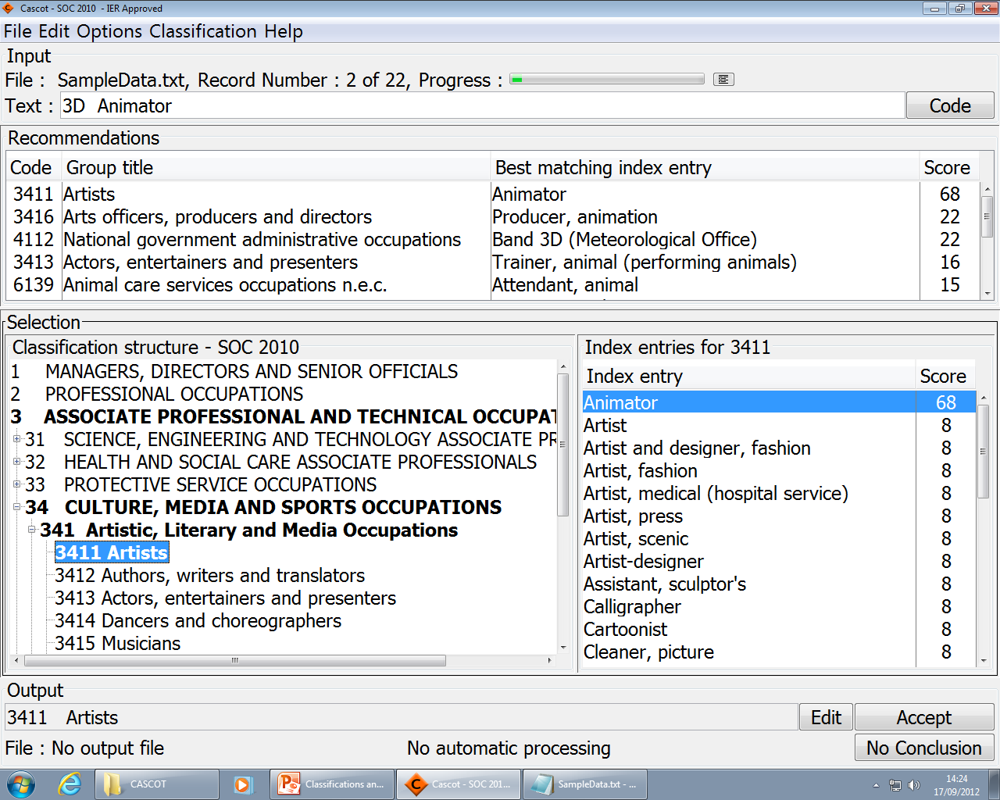 Cascot - SOC 2010  - IER Approved
File Edit Options Classification Help
Input
File :  SampleData.txt, Record Number : 2 of 22, Progress :
Text : 3D  Animator Code
Recommendations
Code Group title Best matching index entry Score
3411 Artists Animator 68
3416 Arts officers, producers and directors Producer, animation 22
4112 National government administrative occupations Band 3D (Meteorological Office) 22
3413 Actors, entertainers and presenters Trainer, animal (performing animals) 16
6139 Animal care services occupations n.e.c. Attendant, animal 15
Selection
Classification structure - SOC 2010
1 MANAGERS, DIRECTORS AND SENIOR OFFICIALS
2 PROFESSIONAL OCCUPATIONS
3 ASSOCIATE PROFESSIONAL AND TECHNICAL OCCUPAT
31 SCIENCE, ENGINEERING AND TECHNOLOGY ASSOCIATE PR
32 HEALTH AND SOCIAL CARE ASSOCIATE PROFESSIONALS
33 PROTECTIVE SERVICE OCCUPATIONS
34 CULTURE, MEDIA AND SPORTS OCCUPATIONS
341 Artistic, Literary and Media Occupations
3411 Artists
3412 Authors, writers and translators
3413 Actors, entertainers and presenters
3414 Dancers and choreographers
3415 Musicians
Index entries for 3411
Index entry Score
Animator 68
Artist 8
Artist and designer, fashion 8
Artist, fashion 8
Artist, medical (hospital service) 8
Artist, press 8
Artist, scenic 8
Artist-designer 8
Assistant, sculptor's 8
Calligrapher 8
Cartoonist 8
Cleaner, picture 8
Output
3411 Artists Edit Accept
File : No output file No automatic processing No Conclusion
CASCOT Classifications an... Cascot - SOC 201... SampleData.txt - ...
14:24
17/09/2012